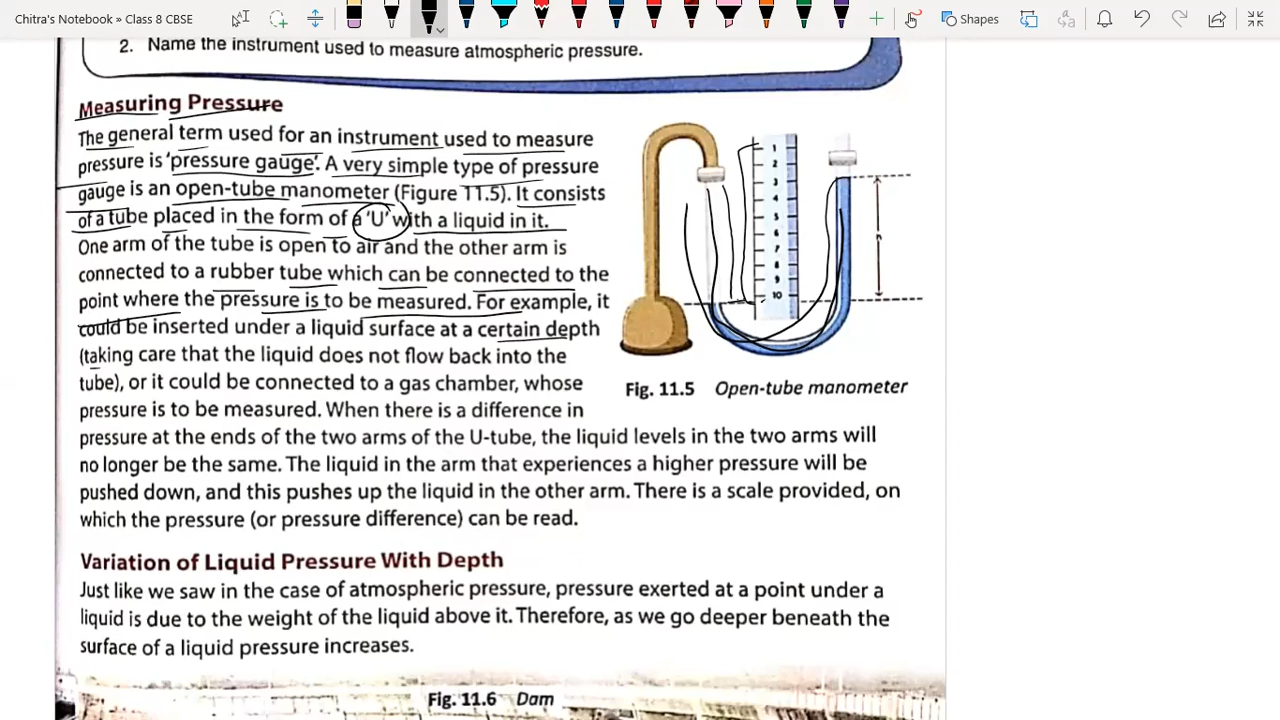 Chitra's Notebook » Class 8 CBSE
Shapes
2. Name the instrument used to measure atmospheric pressure.
Measuring Pressure
The general term used for an instrument used to measure
pressure is 'pressure gauge'. A very simple type of pressure
gauge is an open-tube manometer (Figure 11.5). It consists
of a tube placed in the form of a 'U' with a liquid in it.
One arm of the tube is open to air and the other arm is
connected to a rubber tube which can be connected to the
point where the pressure is to be measured. For example, it
could be inserted under a liquid surface at a certain depth
(taking care that the liquid does not flow back into the
tube), or it could be connected to a gas chamber, whose
pressure is to be measured. When there is a difference in
pressure at the ends of the two arms of the U-tube, the liquid levels in the two arms will
no longer be the same. The liquid in the arm that experiences a higher pressure will be
pushed down, and this pushes up the liquid in the other arm. There is a scale provided, on
which the pressure (or pressure difference) can be read.
1
2
3
4
5
6
7
8
9
10
Fig. 11.5 Open-tube manometer
Variation of Liquid Pressure With Depth
Just like we saw in the case of atmospheric pressure, pressure exerted at a point under a
liquid is due to the weight of the liquid above it. Therefore, as we go deeper beneath the
surface of a liquid pressure increases.
Fig. 11.6 Dam